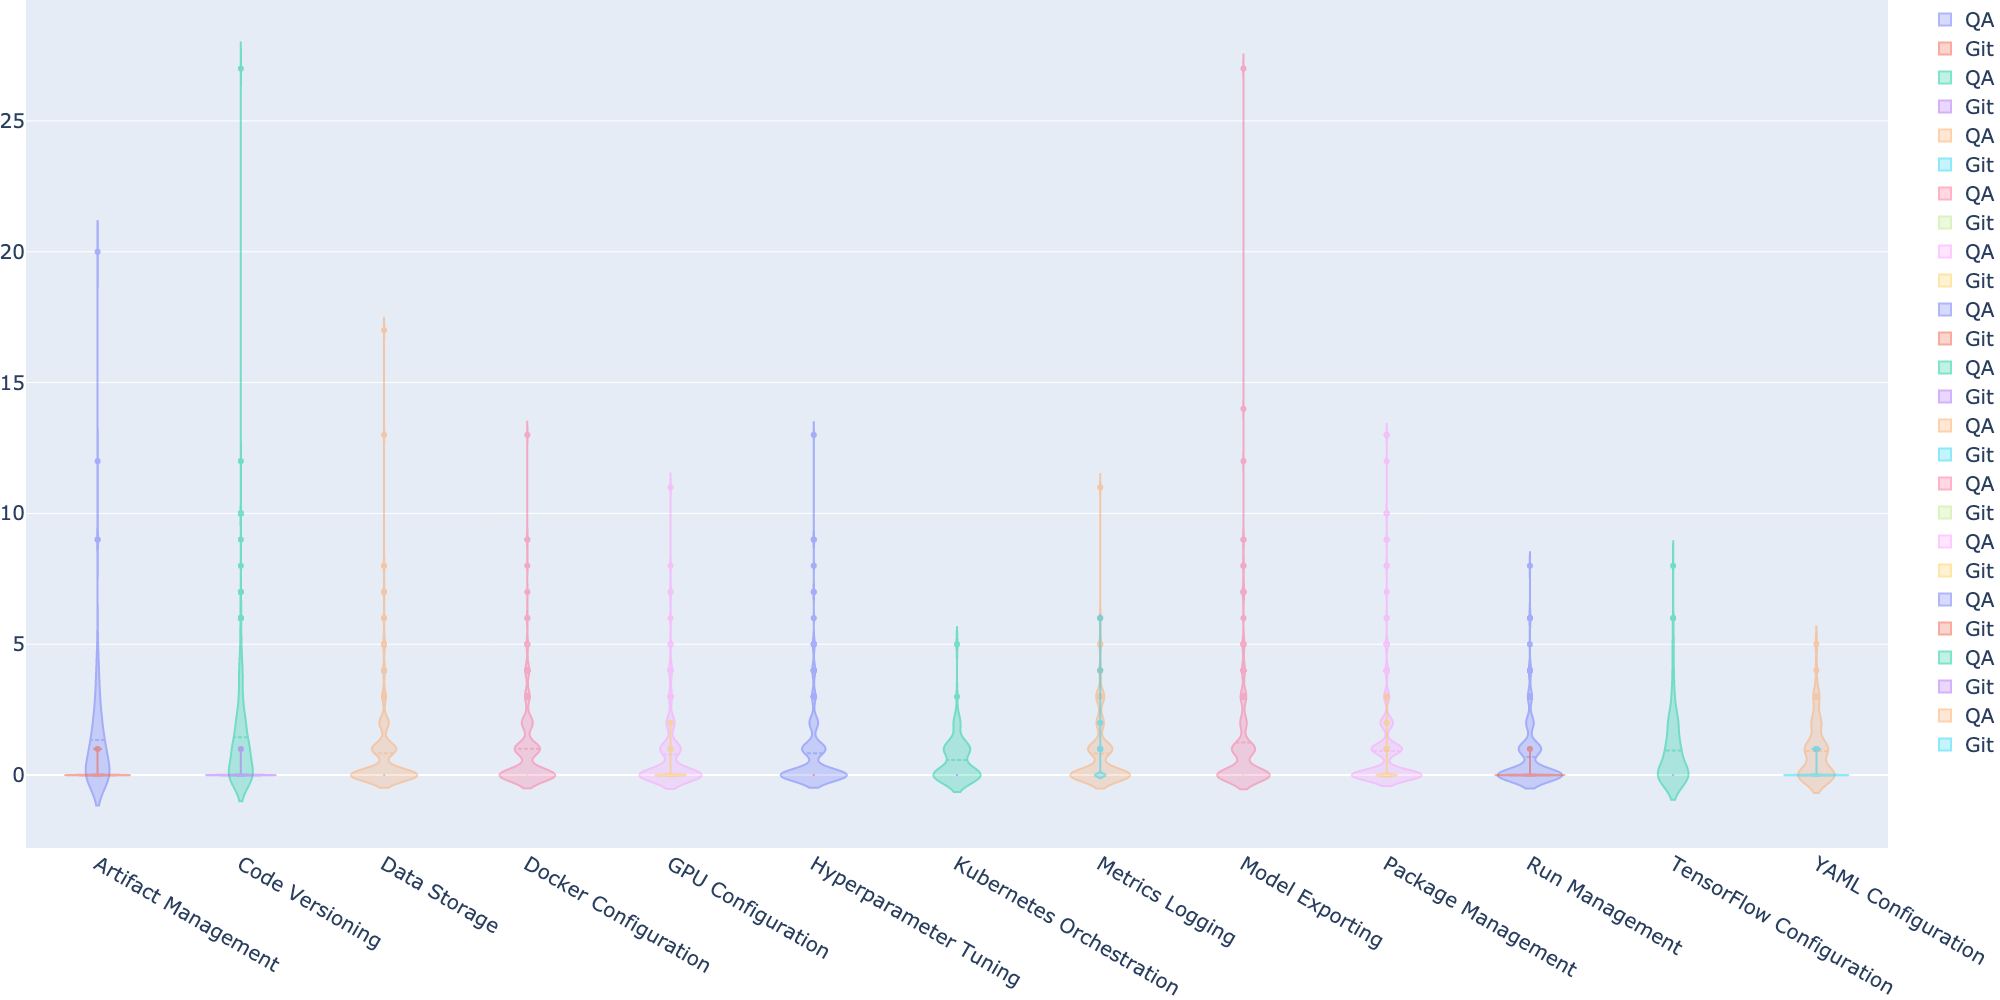 25
20
15
10
5
0
Artifact Management
Code Versioning
Data Storage
Docker Configuration
GPU Configuration
Hyperparameter Tuning
Kubernetes Orchestration
Metrics Logging
Model Exporting
Package Management
Run Management
TensorFlow Configuration
YAML Configuration
QA
Git
QA
Git
QA
Git
QA
Git
QA
Git
QA
Git
QA
Git
QA
Git
QA
Git
QA
Git
QA
Git
QA
Git
QA
Git